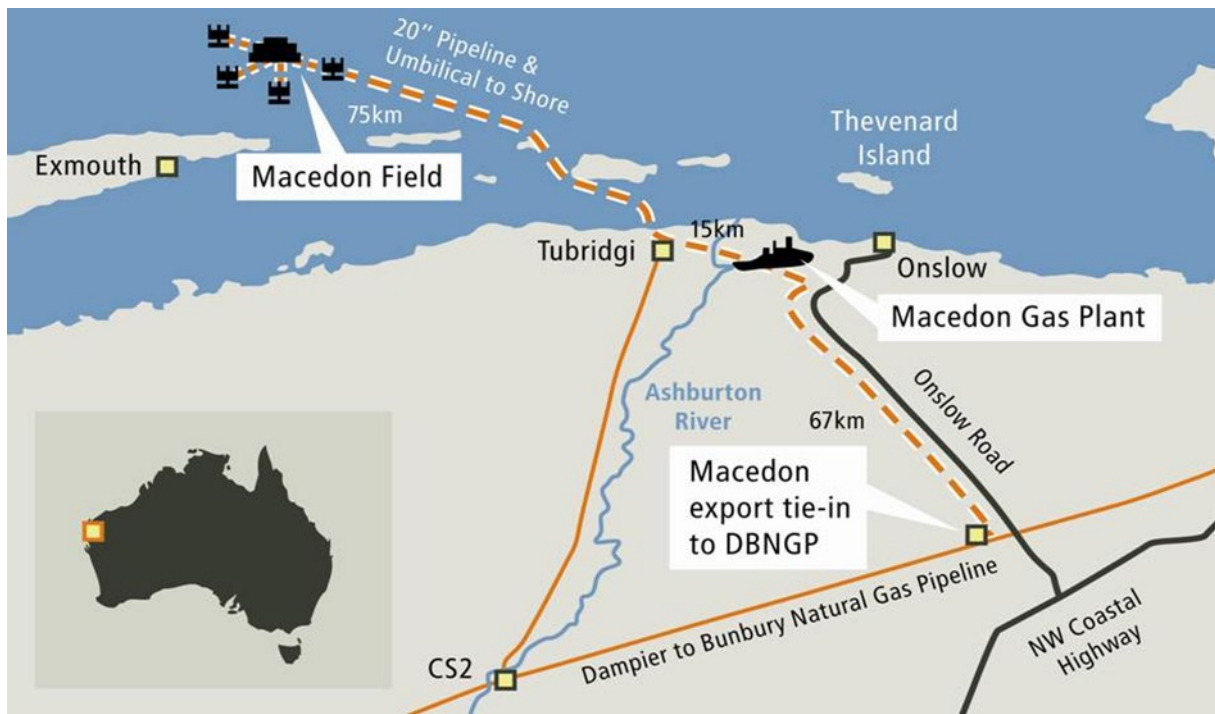 20” Pipeline &
Umbilical to Shore
75km
Thevenard
Island
Exmouth
Macedon Field
15km
Tubridgi
Onslow
Macedon Gas Plant
Ashburton
River
67km
Onslow Road
Macedon
export tie-in
to DBNGP
Dampier to Bunbury Natural Gas Pipeline
CS2
NW Coastal
Highway